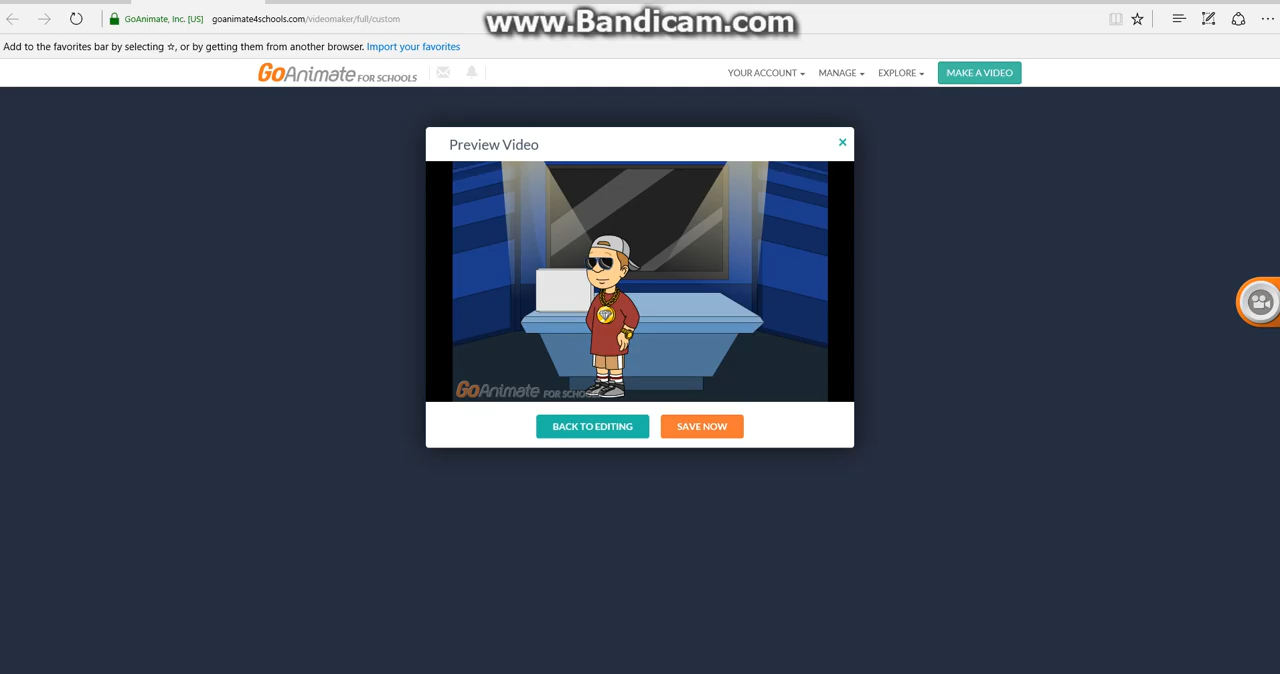 GoAnimate, Inc. [US] goanimate4schools.com/videomaker/full/custom
www.Bandicam.com
Add to the favorites bar by selecting ☆, or by getting them from another browser. Import your favorites
GoAnimate FOR SCHOOLS
YOUR ACCOUNT MANAGE EXPLORE MAKE A VIDEO
Preview Video ×
GoAnimate FOR SCHOOLS
BACK TO EDITING SAVE NOW